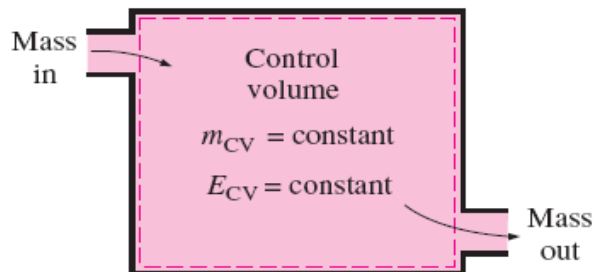 Mass
in
Control
volume
m_CV = constant
E_CV = constant
Mass
out